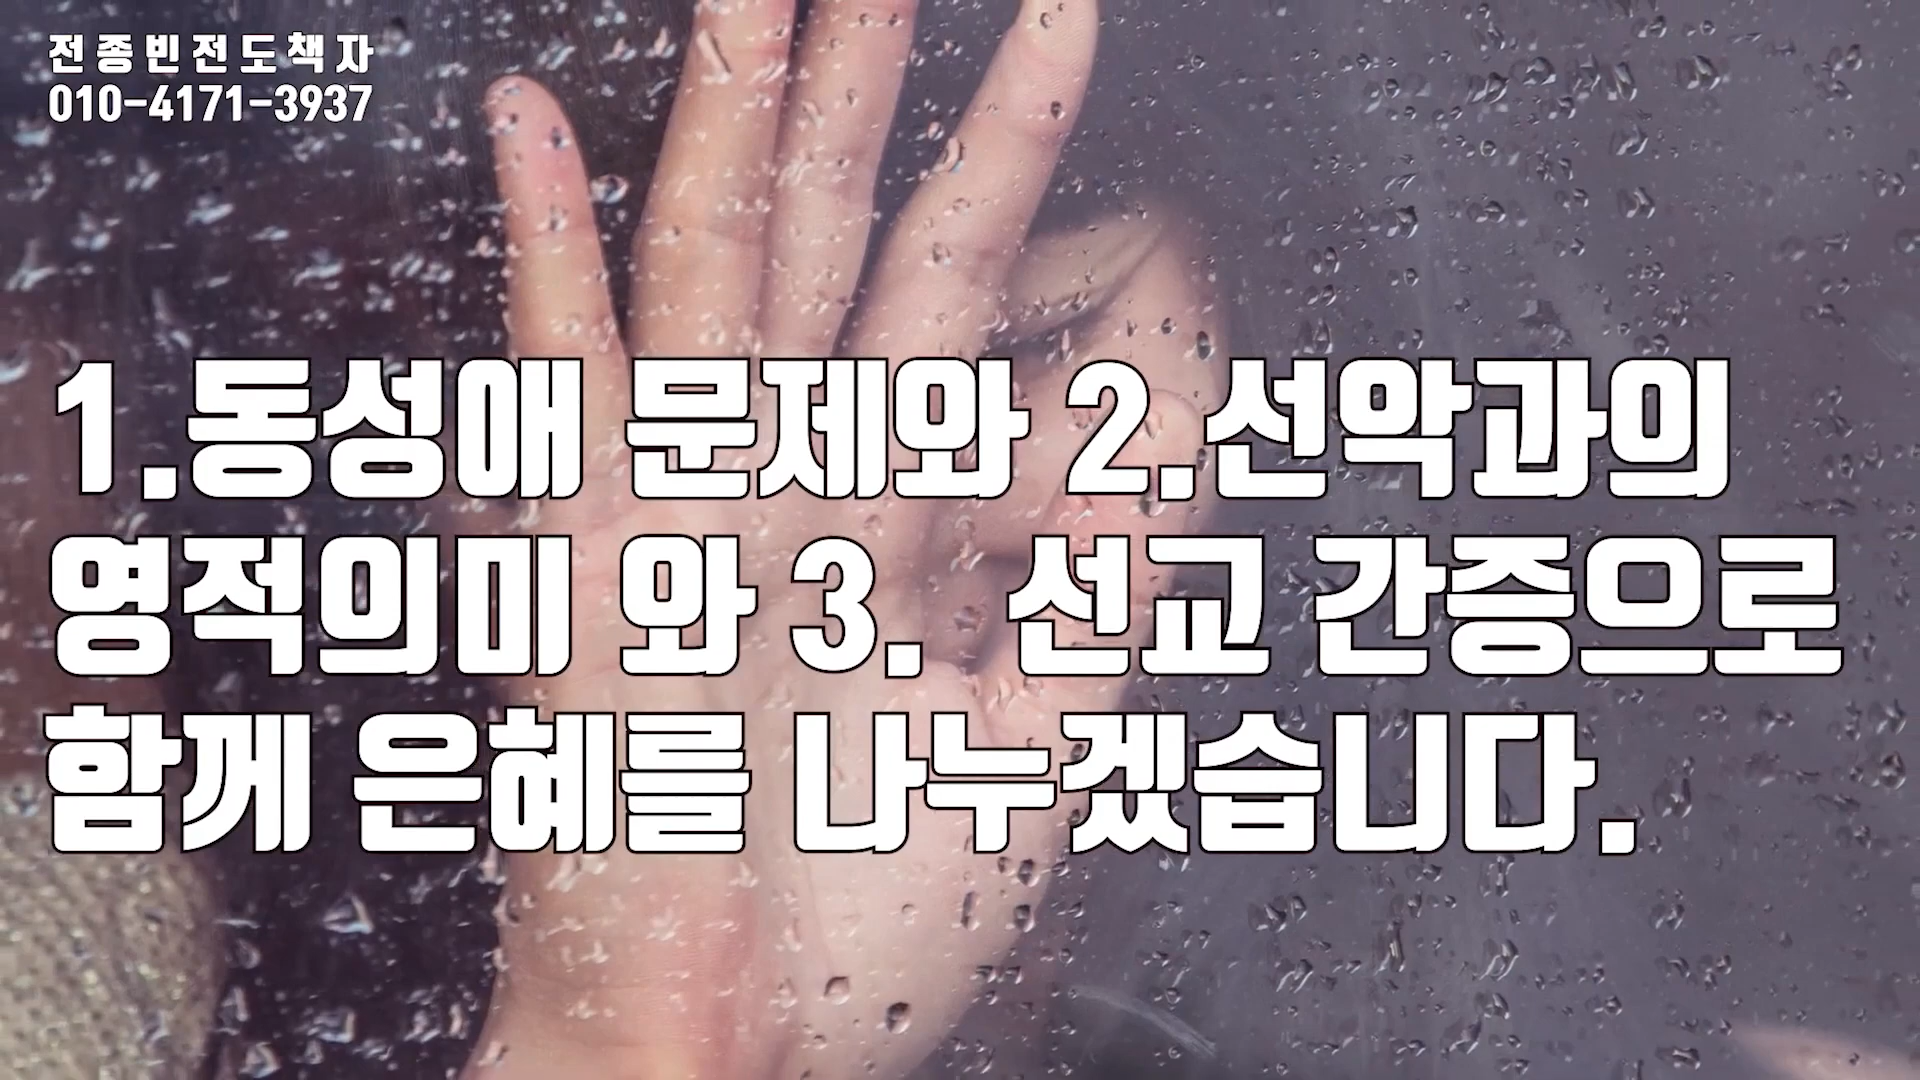 전종빈전도책자
010-4171-3937
1.동성애 문제와 2.선악과의
영적의미 와 3. 선교 간증으로
함께 은혜를 나누겠습니다.